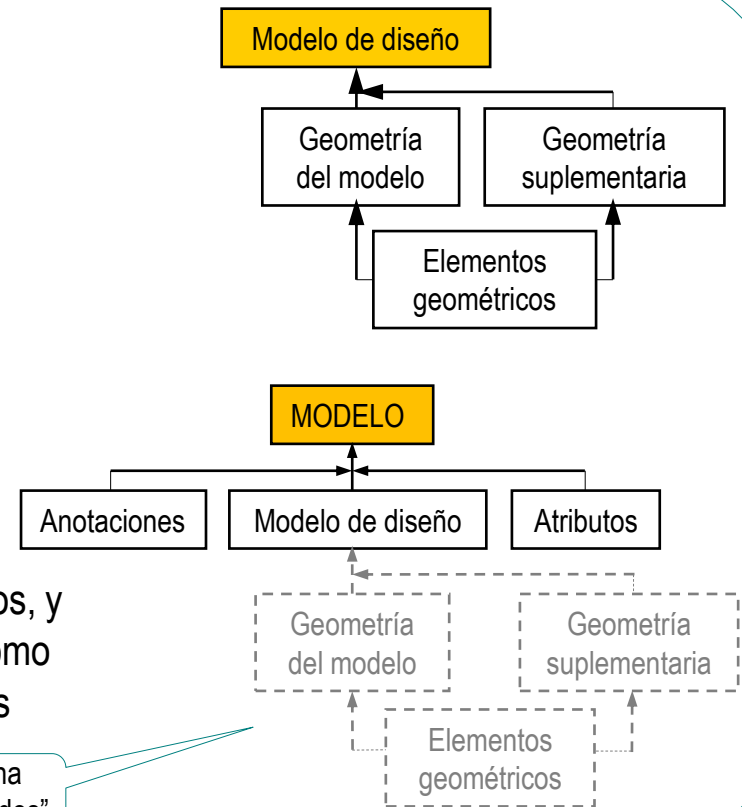 Modelo de diseño
Geometría
del modelo
Geometría
suplementaria
Elementos
geométricos
MODELO
Anotaciones
Modelo de diseño
Atributos
os, y
omo
s
Geometría
del modelo
Geometría
suplementaria
Elementos
geométricos
na